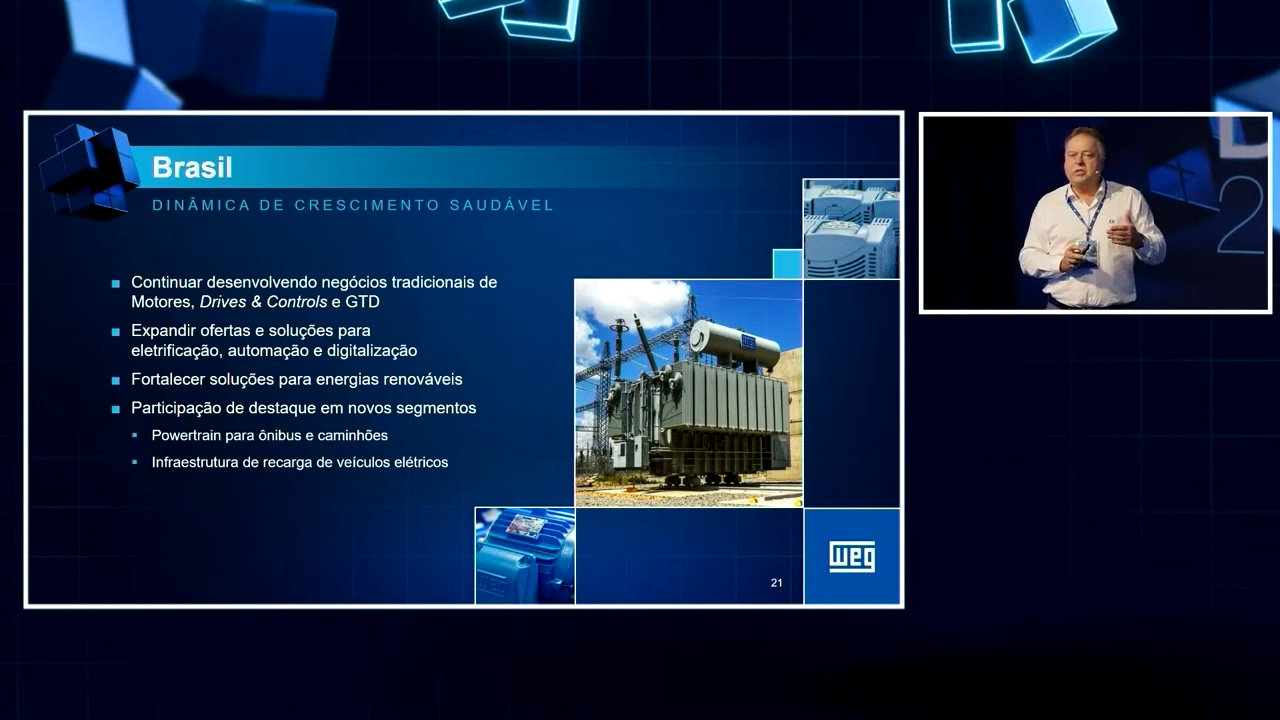 Brasil
DINÂMICA DE CRESCIMENTO SAUDÁVEL
Continuar desenvolvendo negócios tradicionais de
Motores, Drives & Controls e GTD
Expandir ofertas e soluções para
eletrificação, automação e digitalização
Fortalecer soluções para energias renováveis
Participação de destaque em novos segmentos
Powertrain para ônibus e caminhões
Infraestrutura de recarga de veículos elétricos
WEG
21
weg
D
2